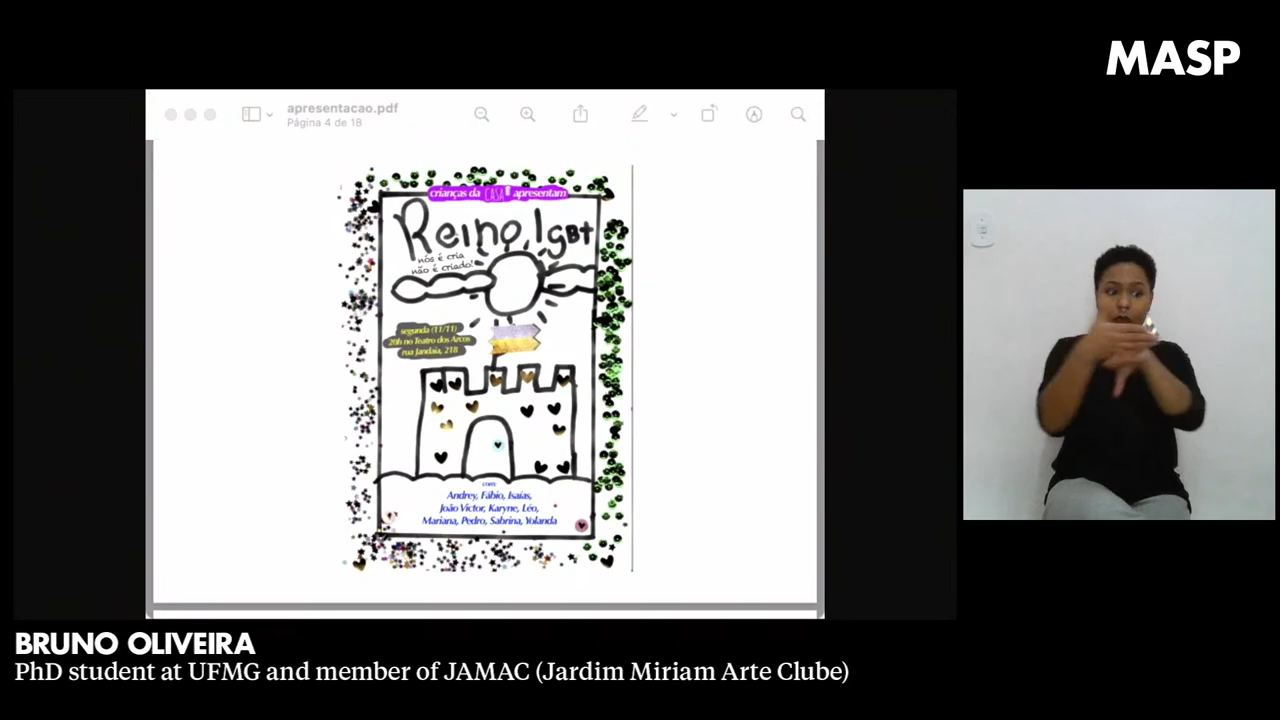 MASP
apresentacao.pdf
Página 4 de 18
crianças da CASA1 apresentam
Reino lgbt
nós é cria
não é criado!
segunda (11/11)
20h no Teatro dos Arcos
rua Jandaia, 218
com:
Andrey, Fábio, Isaías,
João Victor, Karyne, Léo,
Mariana, Pedro, Sabrina, Yolanda
BRUNO OLIVEIRA
PhD student at UFMG and member of JAMAC (Jardim Miriam Arte Clube)